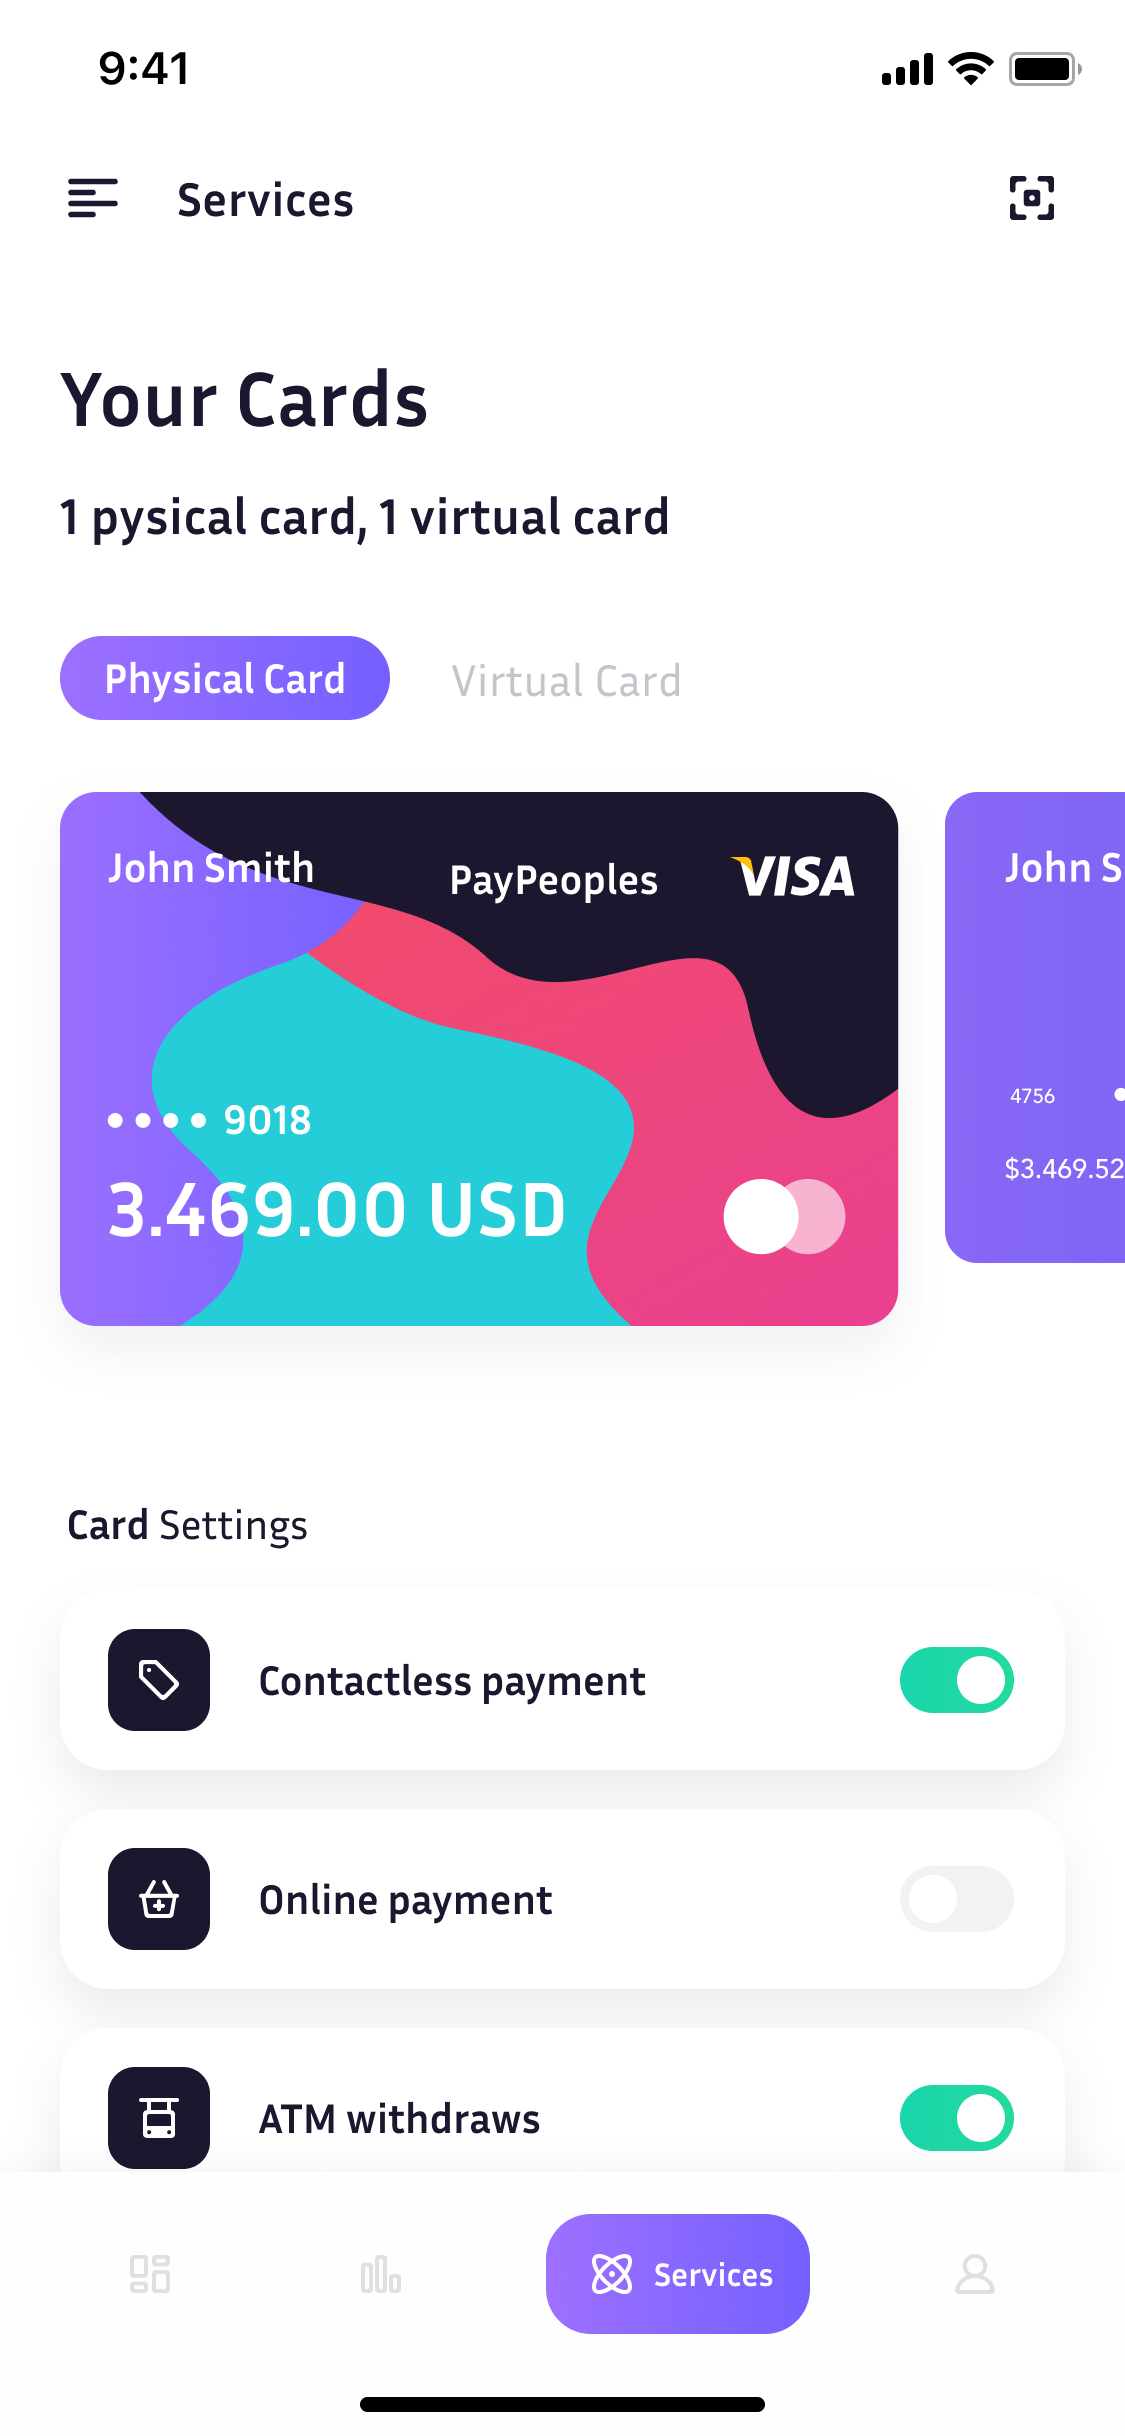 9:41
Services
Your Cards
1 pysical card, 1 virtual card
Physical Card
Virtual Card
John Smith
PayPeoples
VISA
9018
3.469.00 USD
John S
4756
$3.469.52
Card Settings
Contactless payment
Online payment
ATM withdraws
Services